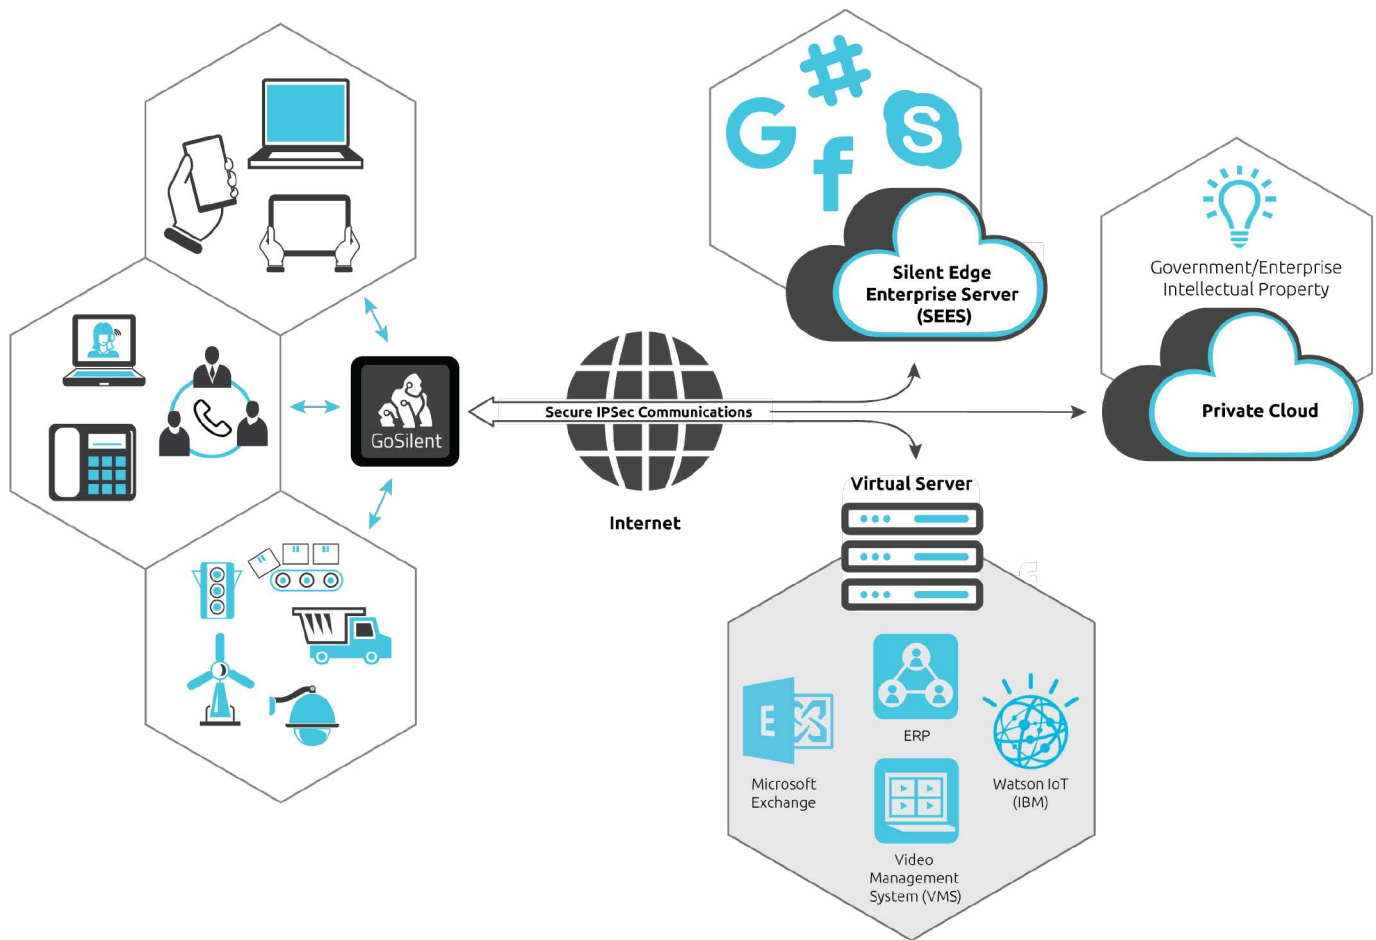 Silent Edge
Enterprise Server
(SEES)
Government/Enterprise
Intellectual Property
Private Cloud
GoSilent
Secure IPSec Communications
Internet
Virtual Server
ERP
Microsoft
Exchange
Watson IoT
(IBM)
Video
Management
System (VMS)